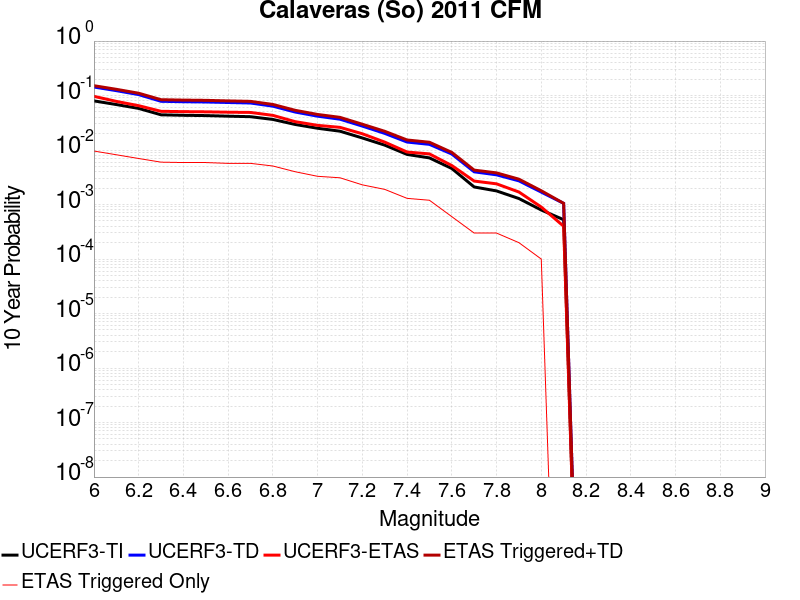 Calaveras (So) 2011 CFM
10 0
10 -1
10 -2
10 -3
10 -4
10 -5
10 -6
10 -7
10 -8
10 Year Probability
6 6.2 6.4 6.6 6.8 7 7.2 7.4 7.6 7.8 8 8.2 8.4 8.6 8.8 9
Magnitude
UCERF3-TI UCERF3-TD UCERF3-ETAS ETAS Triggered+TD
ETAS Triggered Only